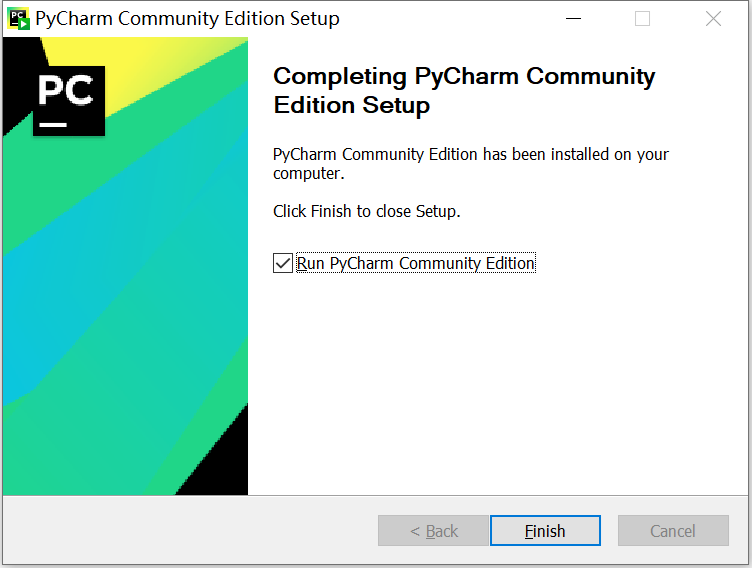 PC
PyCharm Community Edition Setup
PC
Completing PyCharm Community
Edition Setup
PyCharm Community Edition has been installed on your
computer.
Click Finish to close Setup.
Run PyCharm Community Edition
< Back
Finish
Cancel